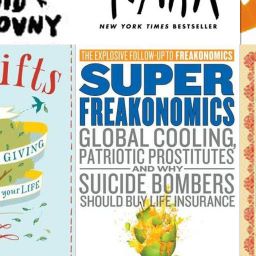 OVNY
NEW YORK TIMES BESTSELLER
ifts
GIVING
your LIFE
THE EXPLOSIVE FOLLOW-UP TO FREAKONOMICS
SUPER
FREAKONOMICS
GLOBAL COOLING,
PATRIOTIC PROSTITUTES
AND WHY
SUICIDE BOMBERS
SHOULD BUY LIFE INSURANCE